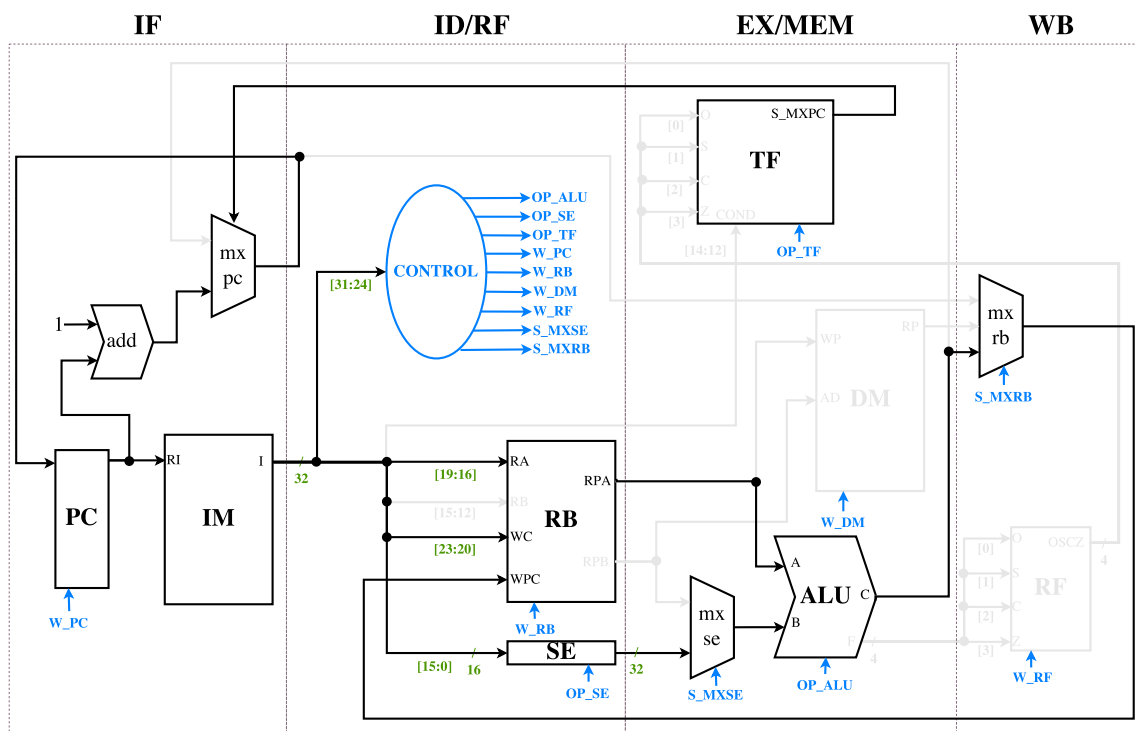 IF
ID/RF
EX/MEM
WB
S_MXPC
O
[0]
S
TF
[1]
C
[2]
Z
[3]
COND
[14:12]
OP_TF
mx
pc
CONTROL
[31:24]
OP_ALU
OP_SE
OP_TF
W_PC
W_RB
W_DM
W_RF
S_MXSE
S_MXRB
1
add
mx
rb
S_MXRB
WP
RP
AD
DM
W_DM
RI
I
32
PC
IM
W_PC
[19:16]
RA
[15:12]
RB
[23:20]
WC
WPC
RB
RPA
RPB
W_RB
[15:0]
16
SE
32
OP_SE
mx
se
S_MXSE
A
B
ALU
C
F
4
OP_ALU
O
[0]
S
[1]
C
[2]
Z
[3]
OSCZ
4
RF
W_RF